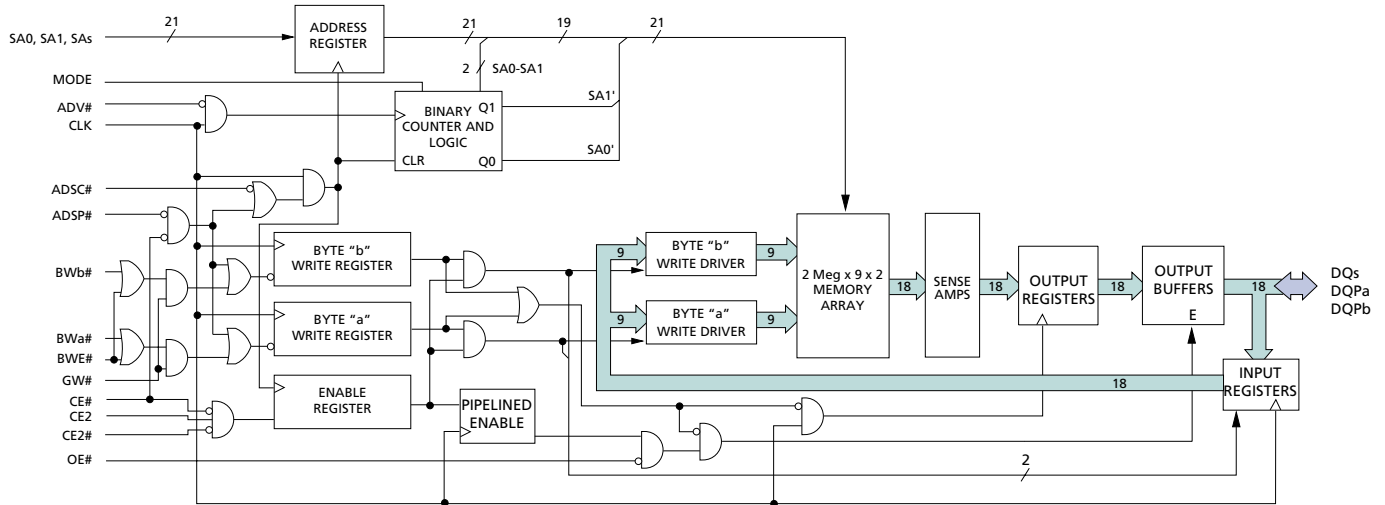 SA0, SA1, SAs
21
ADDRESS
REGISTER
21
19
21
2
SA0-SA1
MODE
ADV#
CLK
BINARY
COUNTER AND
LOGIC
Q1
CLR
Q0
SA1'
SA0'
ADSC#
ADSP#
BYTE “b”
WRITE REGISTER
BWb#
BYTE “a”
WRITE REGISTER
BWa#
BWE#
GW#
CE#
CE2
CE2#
OE#
ENABLE
REGISTER
PIPELINED
ENABLE
9
BYTE “b”
WRITE DRIVER
9
9
BYTE “a”
WRITE DRIVER
9
2 Meg x 9 x 2
MEMORY
ARRAY
18
SENSE
AMPS
18
OUTPUT
REGISTERS
18
OUTPUT
BUFFERS
E
18
DQs
DQPa
DQPb
INPUT
REGISTERS
18
2